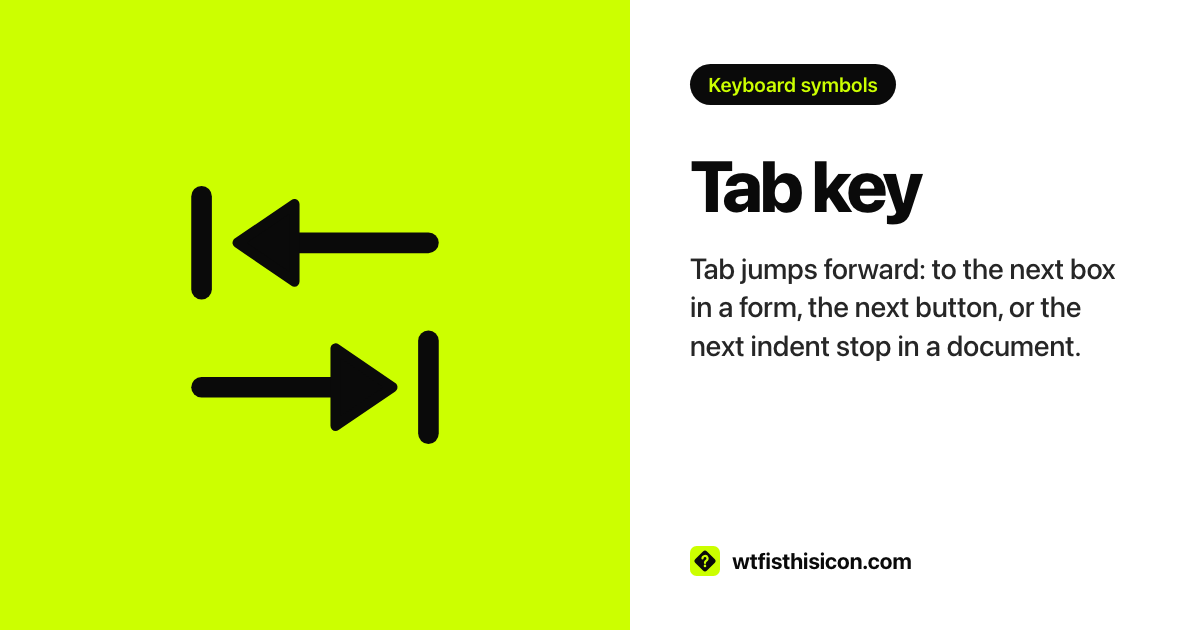 Keyboard symbols
Tab key
Tab jumps forward: to the next box
in a form, the next button, or the
next indent stop in a document.
?
wtfisthisicon.com